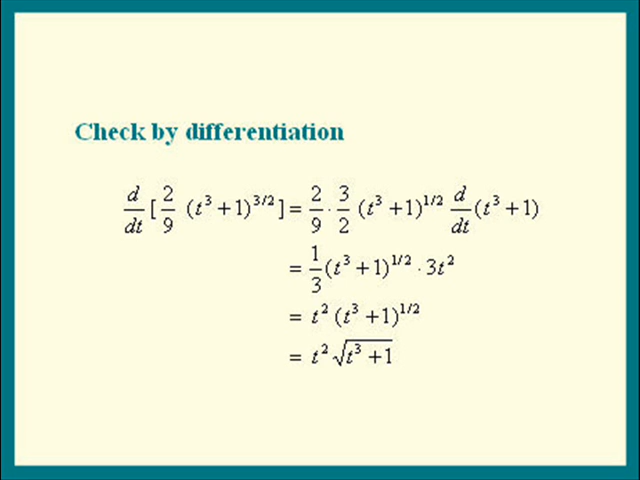 Check by differentiation
d/dt [ 2/9 (t³ + 1)^3/2 ] = 2/9 · 3/2 (t³ + 1)^1/2 d/dt (t³ + 1)
= 1/3 (t³ + 1)^1/2 · 3t²
= t² (t³ + 1)^1/2
= t² √(t³ + 1)